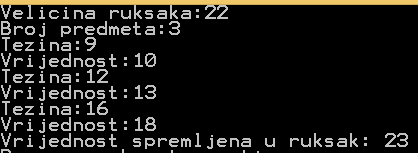 Velicina ruksaka:22
Broj predmeta:3
Tezina:9
Vrijednost:10
Tezina:12
Vrijednost:13
Tezina:16
Vrijednost:18
Vrijednost spremljena u ruksak: 23